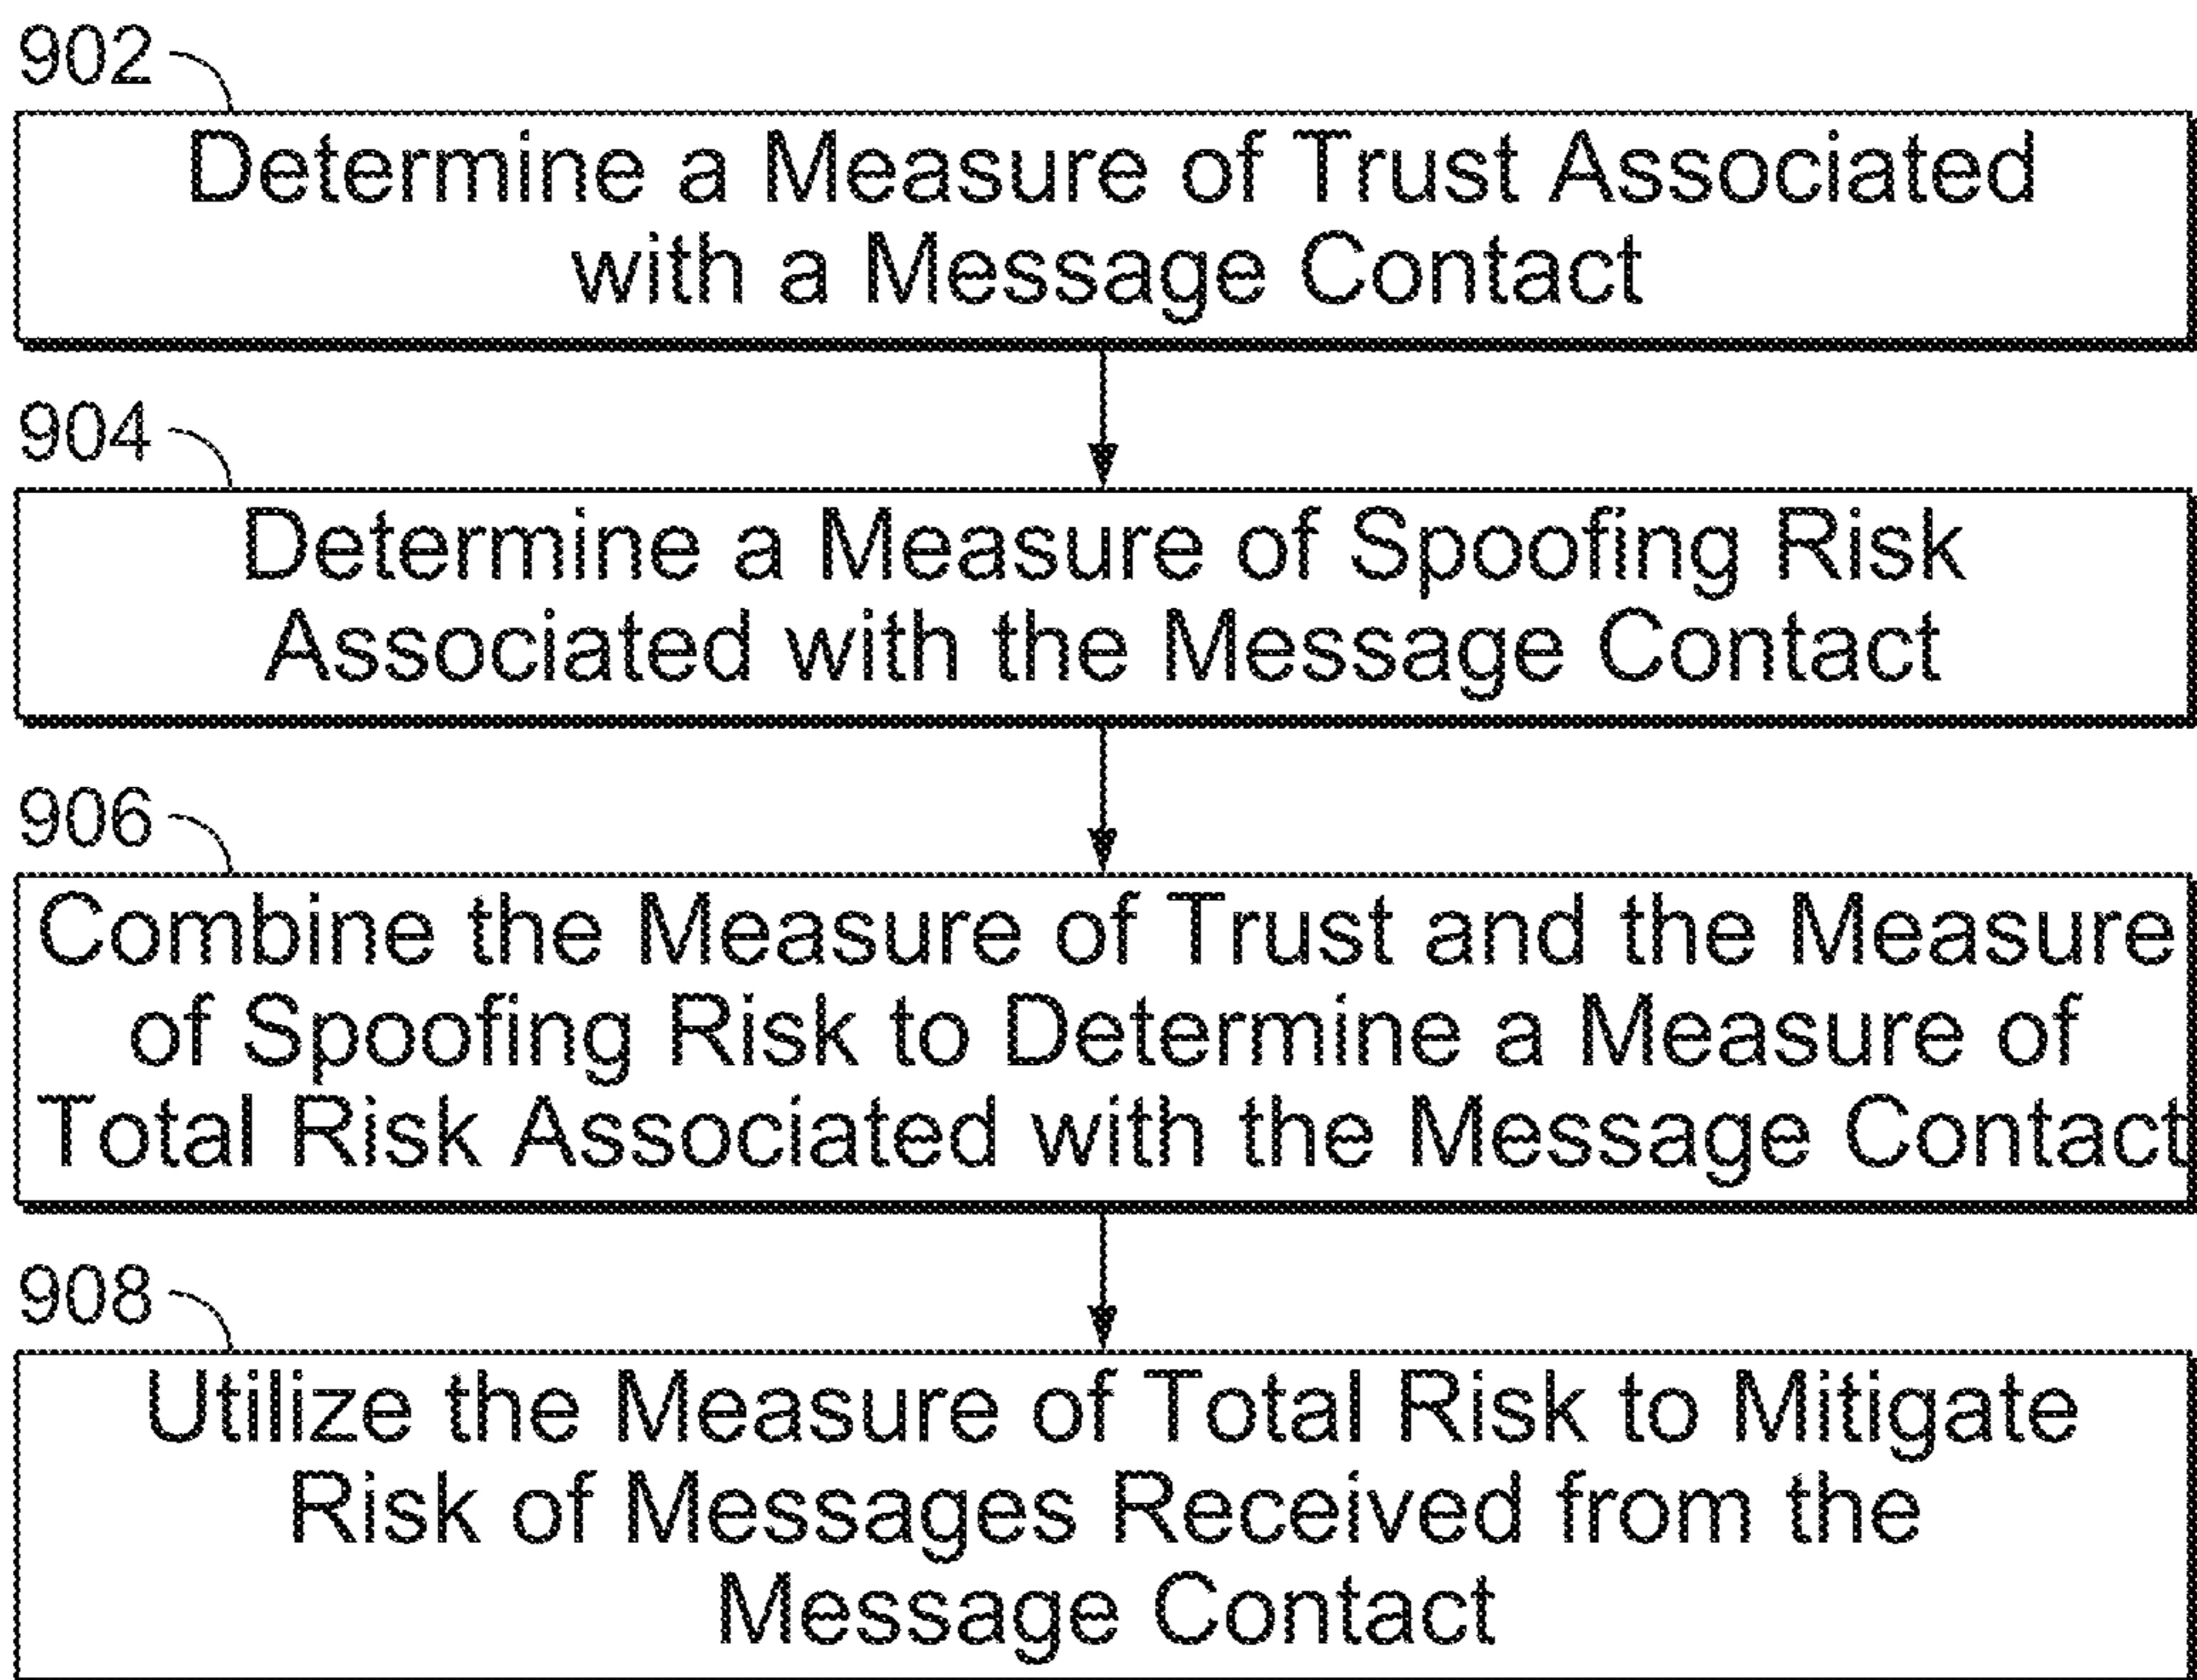 902
Determine a Measure of Trust Associated
with a Message Contact
904
Determine a Measure of Spoofing Risk
Associated with the Message Contact
906
Combine the Measure of Trust and the Measure
of Spoofing Risk to Determine a Measure of
Total Risk Associated with the Message Contact
908
Utilize the Measure of Total Risk to Mitigate
Risk of Messages Received from the
Message Contact